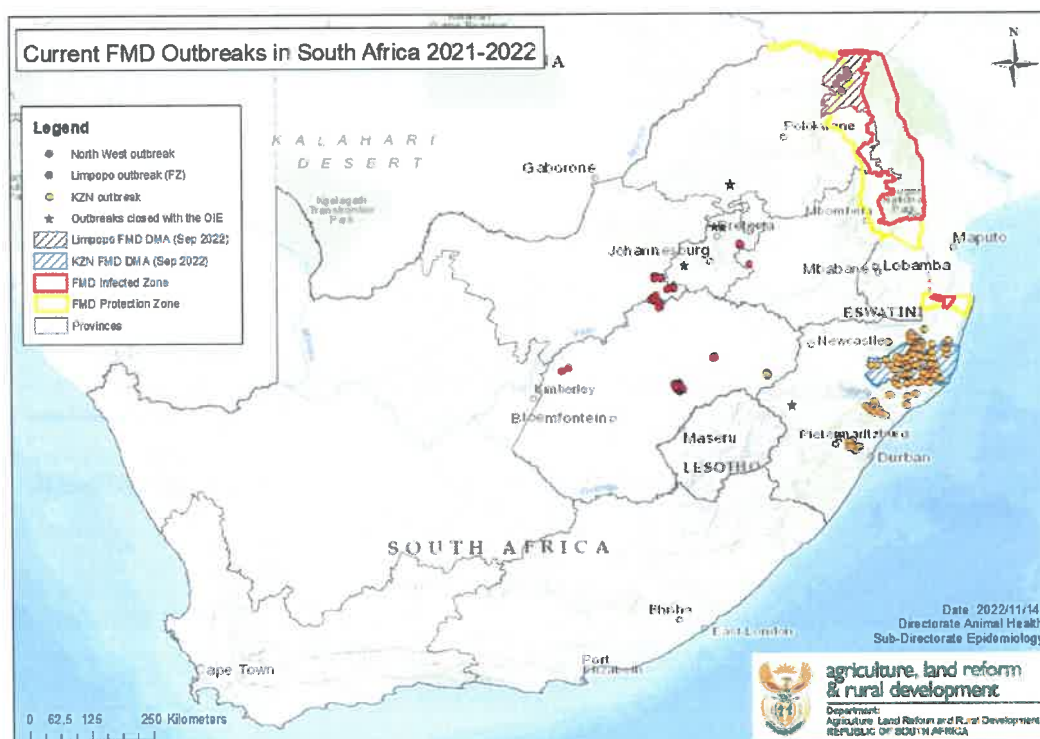 Current FMD Outbreaks in South Africa 2021-2022
N
Legend
North West outbreak
Limpopo outbreak (FZ)
KZN outbreak
Outbreaks closed with the OIE
Limpopo FMD DMA (Sep 2022)
KZN FMD DMA (Sep 2022)
FMD Infected Zone
FMD Protection Zone
Provinces
KALAHARI
DESERT
Gaborone
Polokwane
Park
Mbombela
Maputo
Pretoria
Johannesburg
Mbabane
Lobamba
ESWATINI
Newcastle
Kimberley
Bloemfontein
Maseru
LESOTHO
Pietermaritzburg
Durban
SOUTH AFRICA
Bhisho
East London
Port
Elizabeth
Cape Town
0 62,5 125 250 Kilometers
Date: 2022/11/14
Directorate Animal Health
Sub-Directorate Epidemiology
agriculture, land reform
& rural development
Department:
Agriculture, Land Reform and Rural Development
REPUBLIC OF SOUTH AFRICA